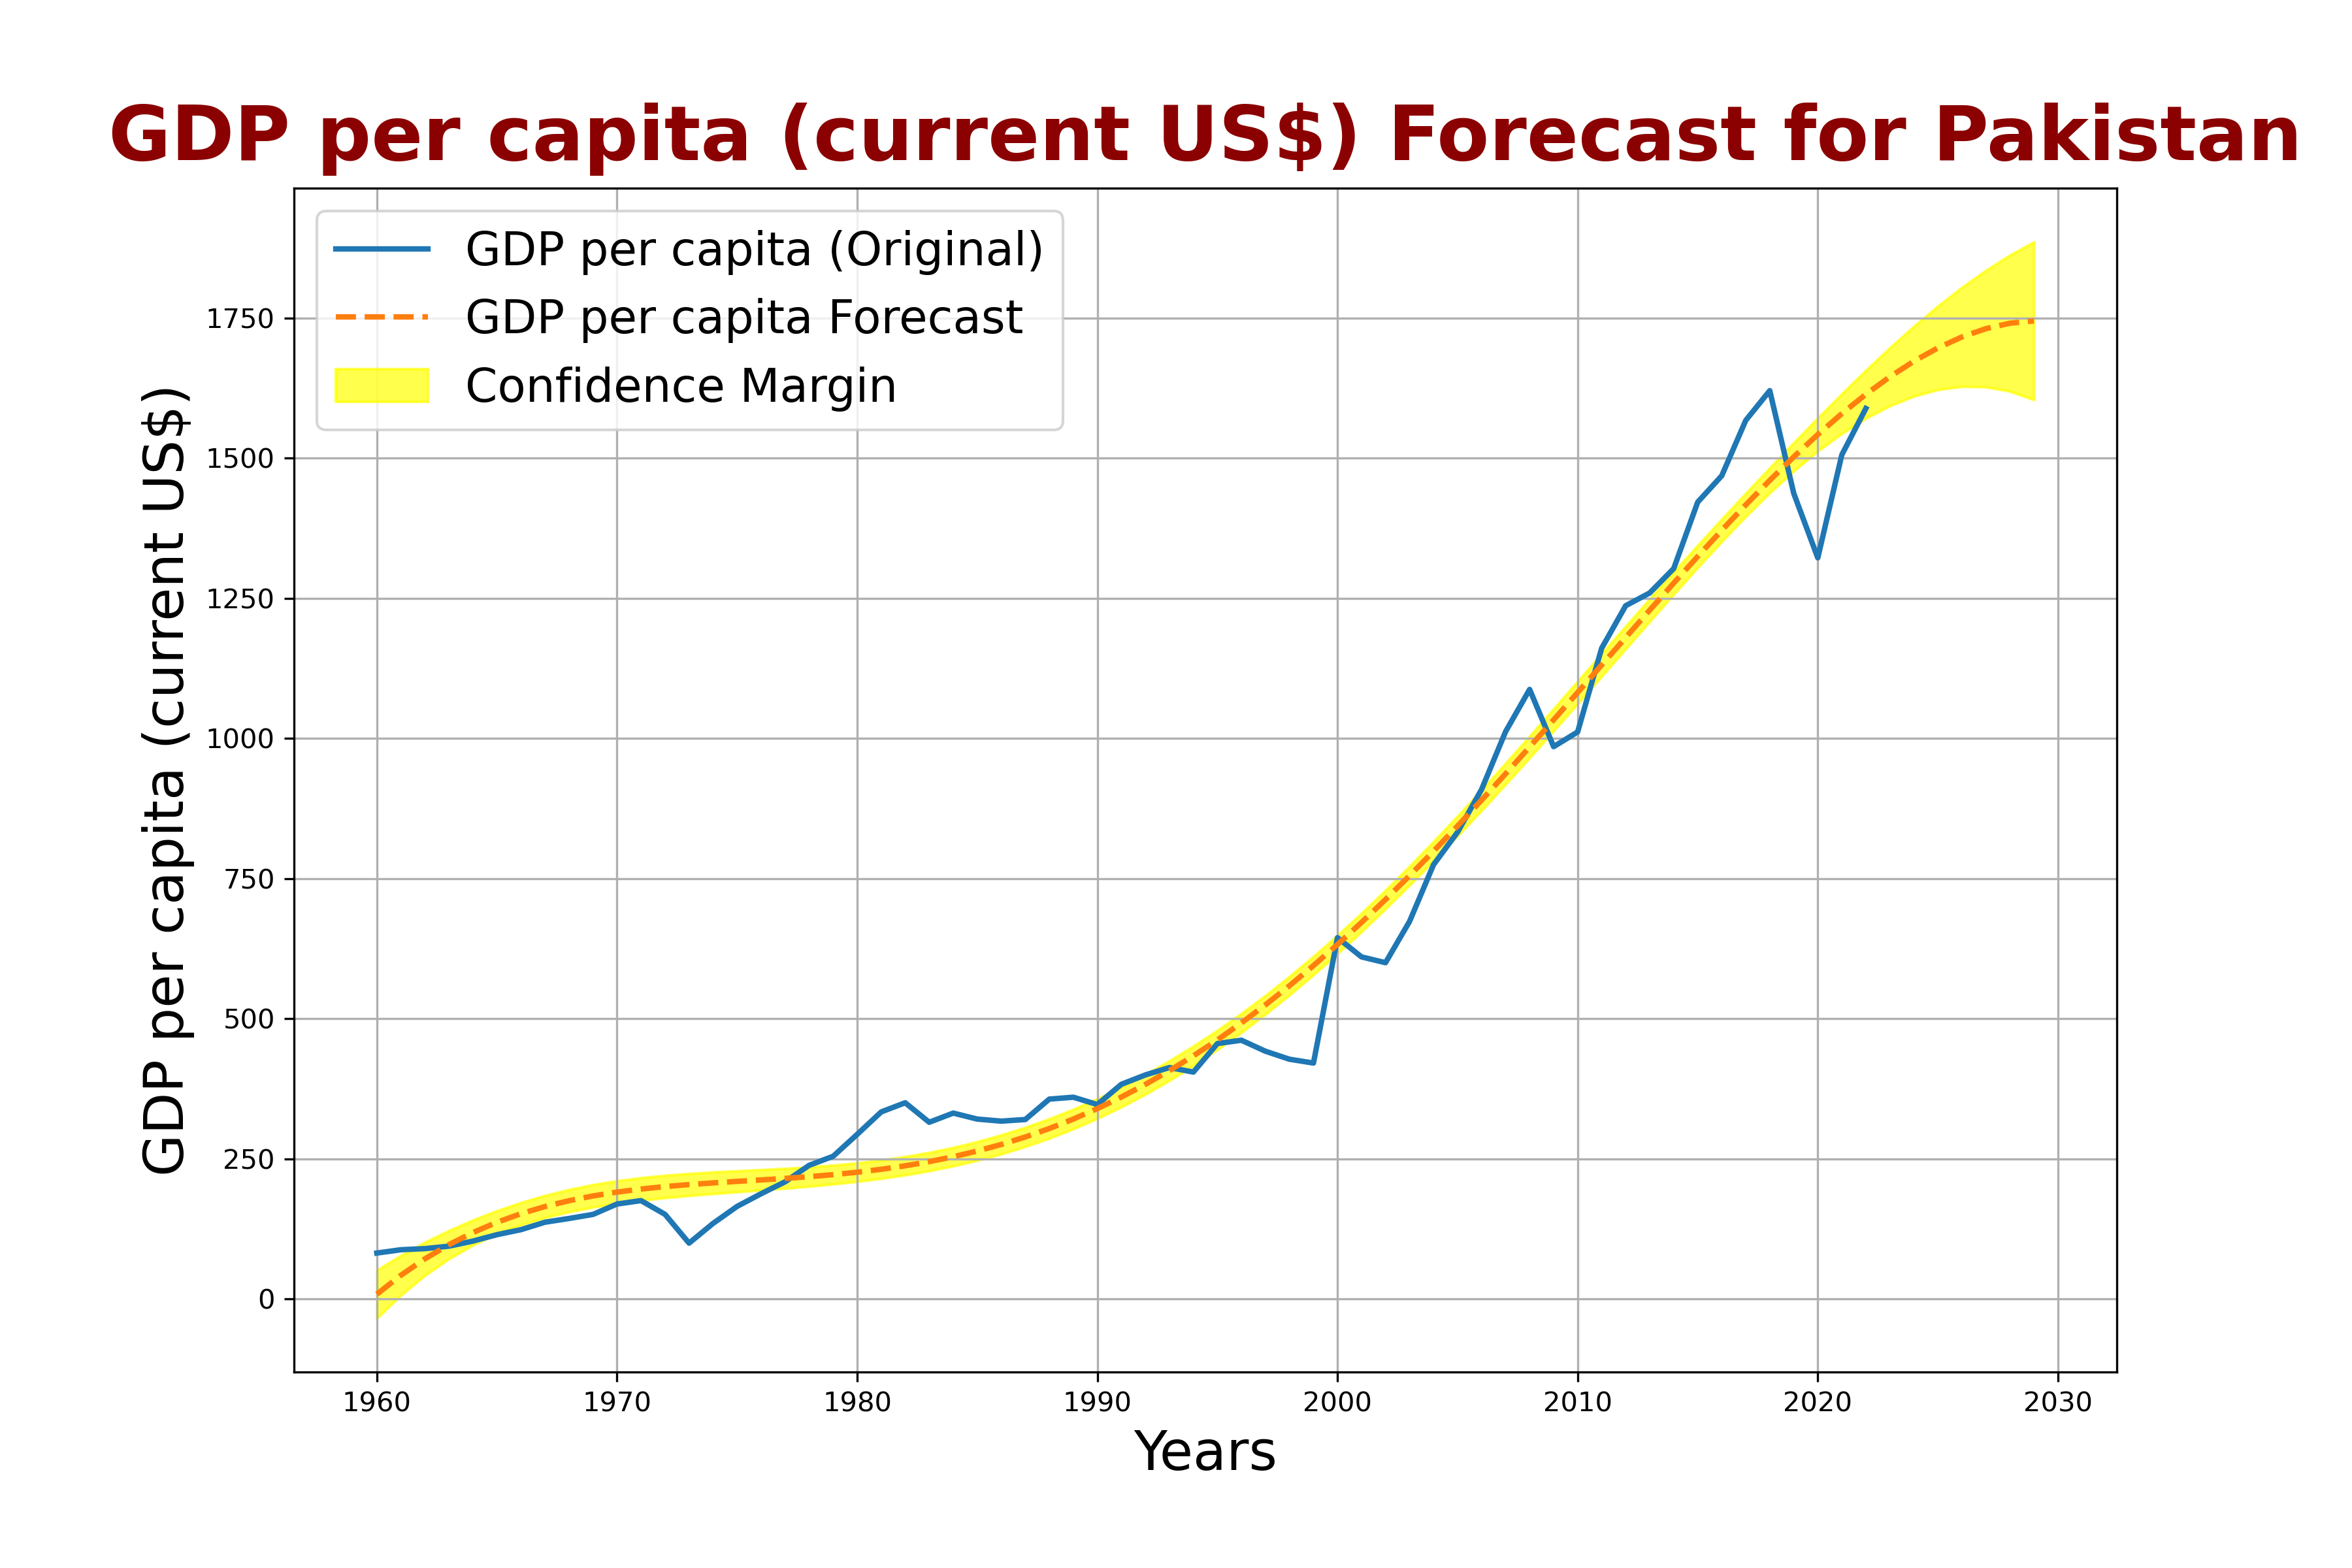 GDP per capita (current US$) Forecast for Pakistan
GDP per capita (Original)
GDP per capita Forecast
Confidence Margin
GDP per capita (current US$)
1750
1500
1250
1000
750
500
250
0
1960 1970 1980 1990 2000 2010 2020 2030
Years